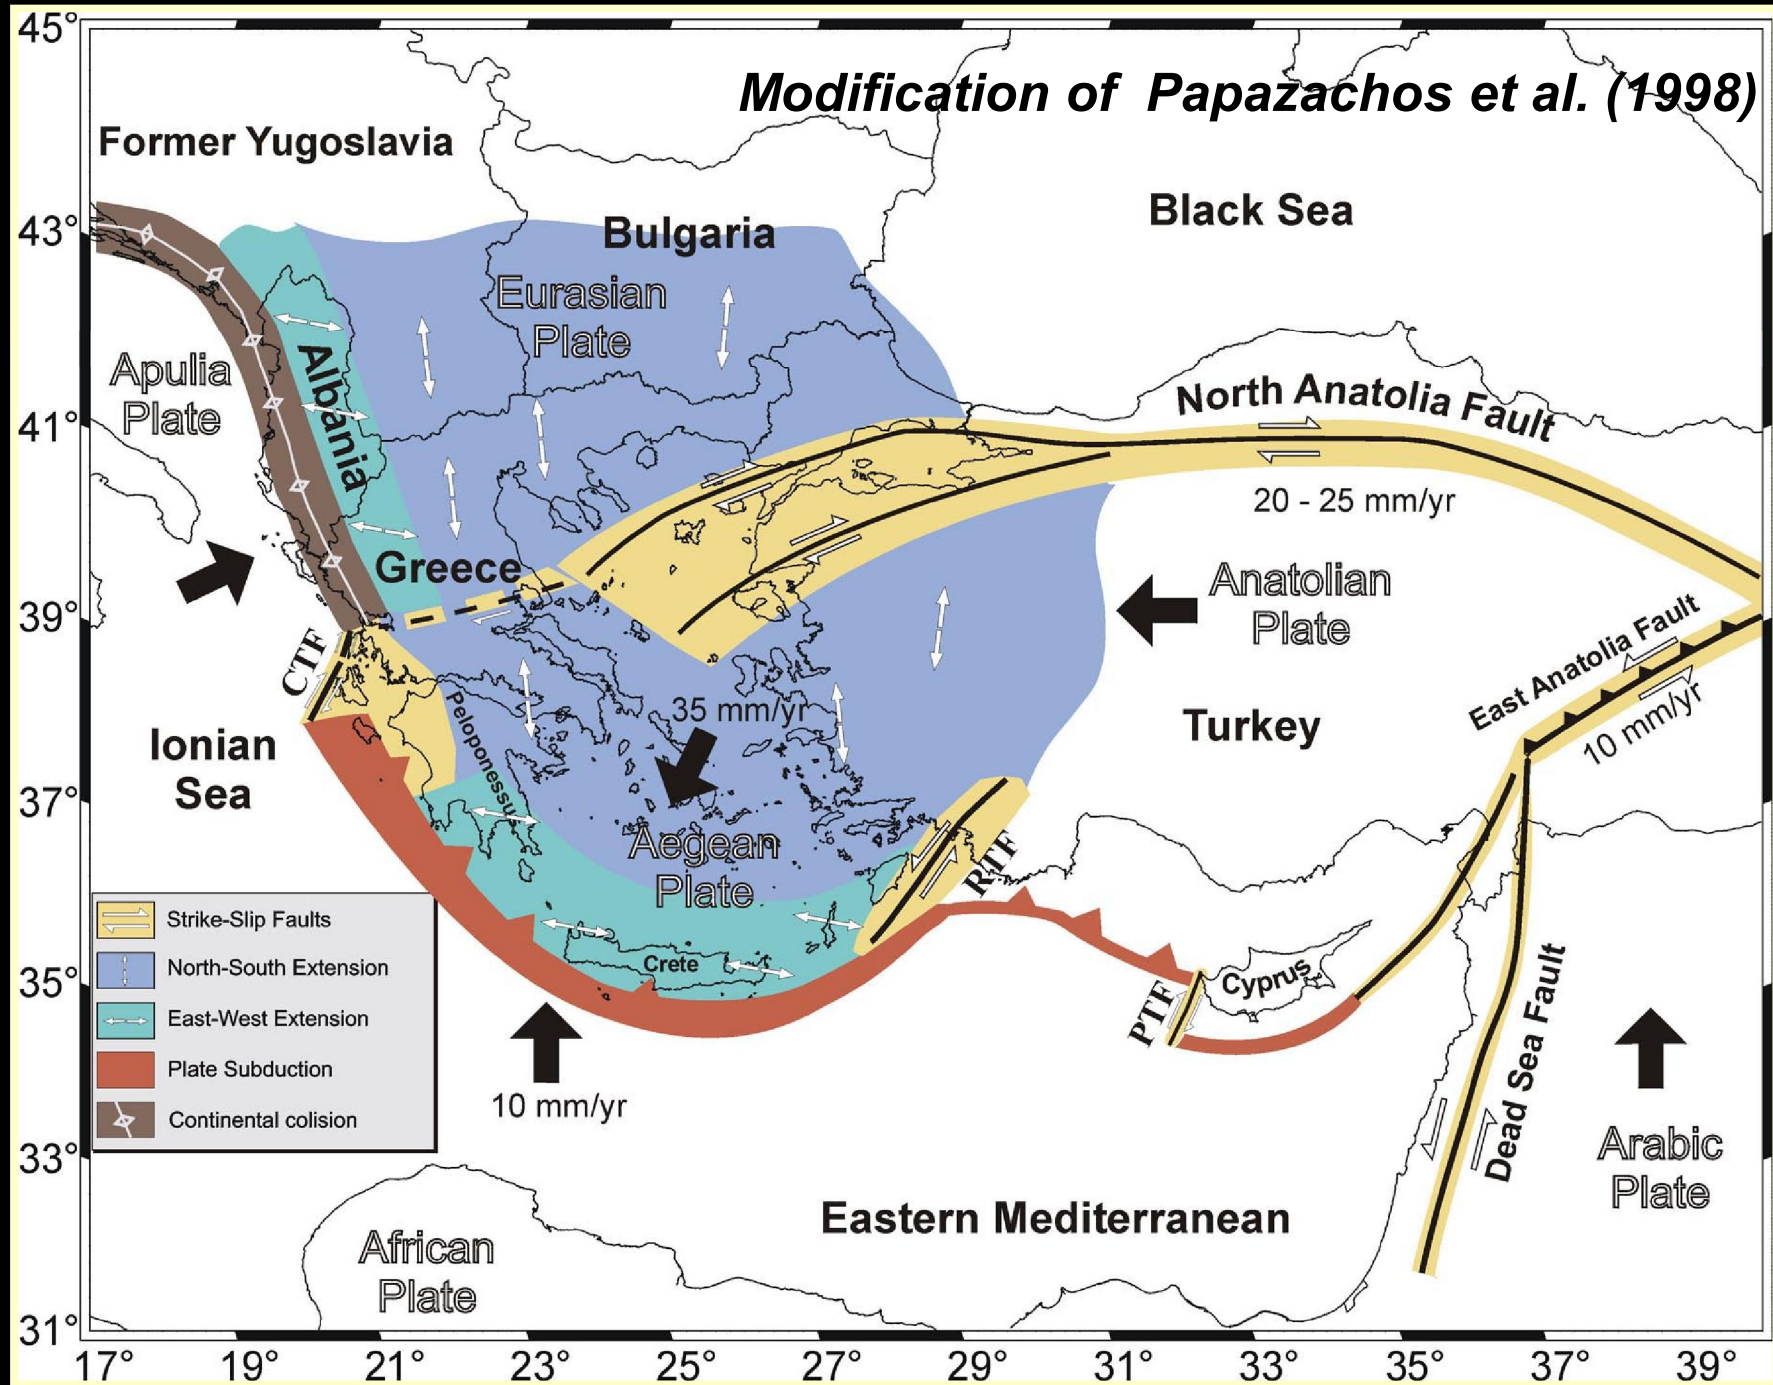 Modification of Papazachos et al. (1998)
45°
43°
41°
39°
37°
35°
33°
31°
17°
19°
21°
23°
25°
27°
29°
31°
33°
35°
37°
39°
Former Yugoslavia
Bulgaria
Black Sea
Eurasian
Plate
Apulia
Plate
Albania
North Anatolia Fault
20 - 25 mm/yr
Greece
Anatolian
Plate
East Anatolia Fault
10 mm/yr
CTF
Peloponessu
35 mm/yr
Turkey
Ionian
Sea
Aegean
Plate
RTF
Crete
Cyprus
PTF
Dead Sea Fault
10 mm/yr
Arabic
Plate
Eastern Mediterranean
African
Plate
Strike-Slip Faults
North-South Extension
East-West Extension
Plate Subduction
Continental colision